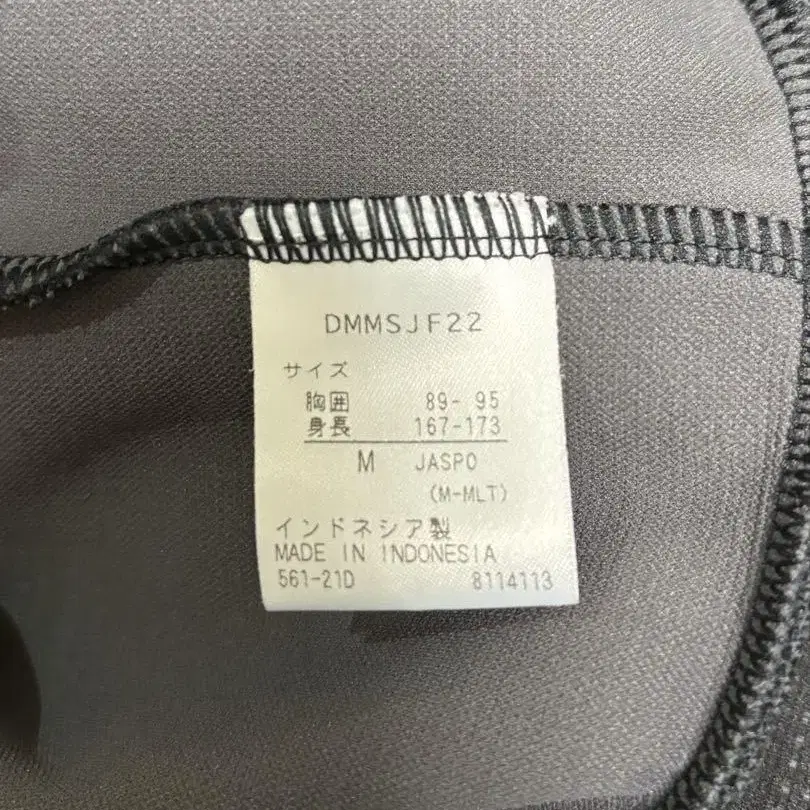 DMMSJF22
サイズ
胸囲 89- 95
身長 167-173
M JASPO
(M-MLT)
インドネシア製
MADE IN INDONESIA
561-21D 8114113